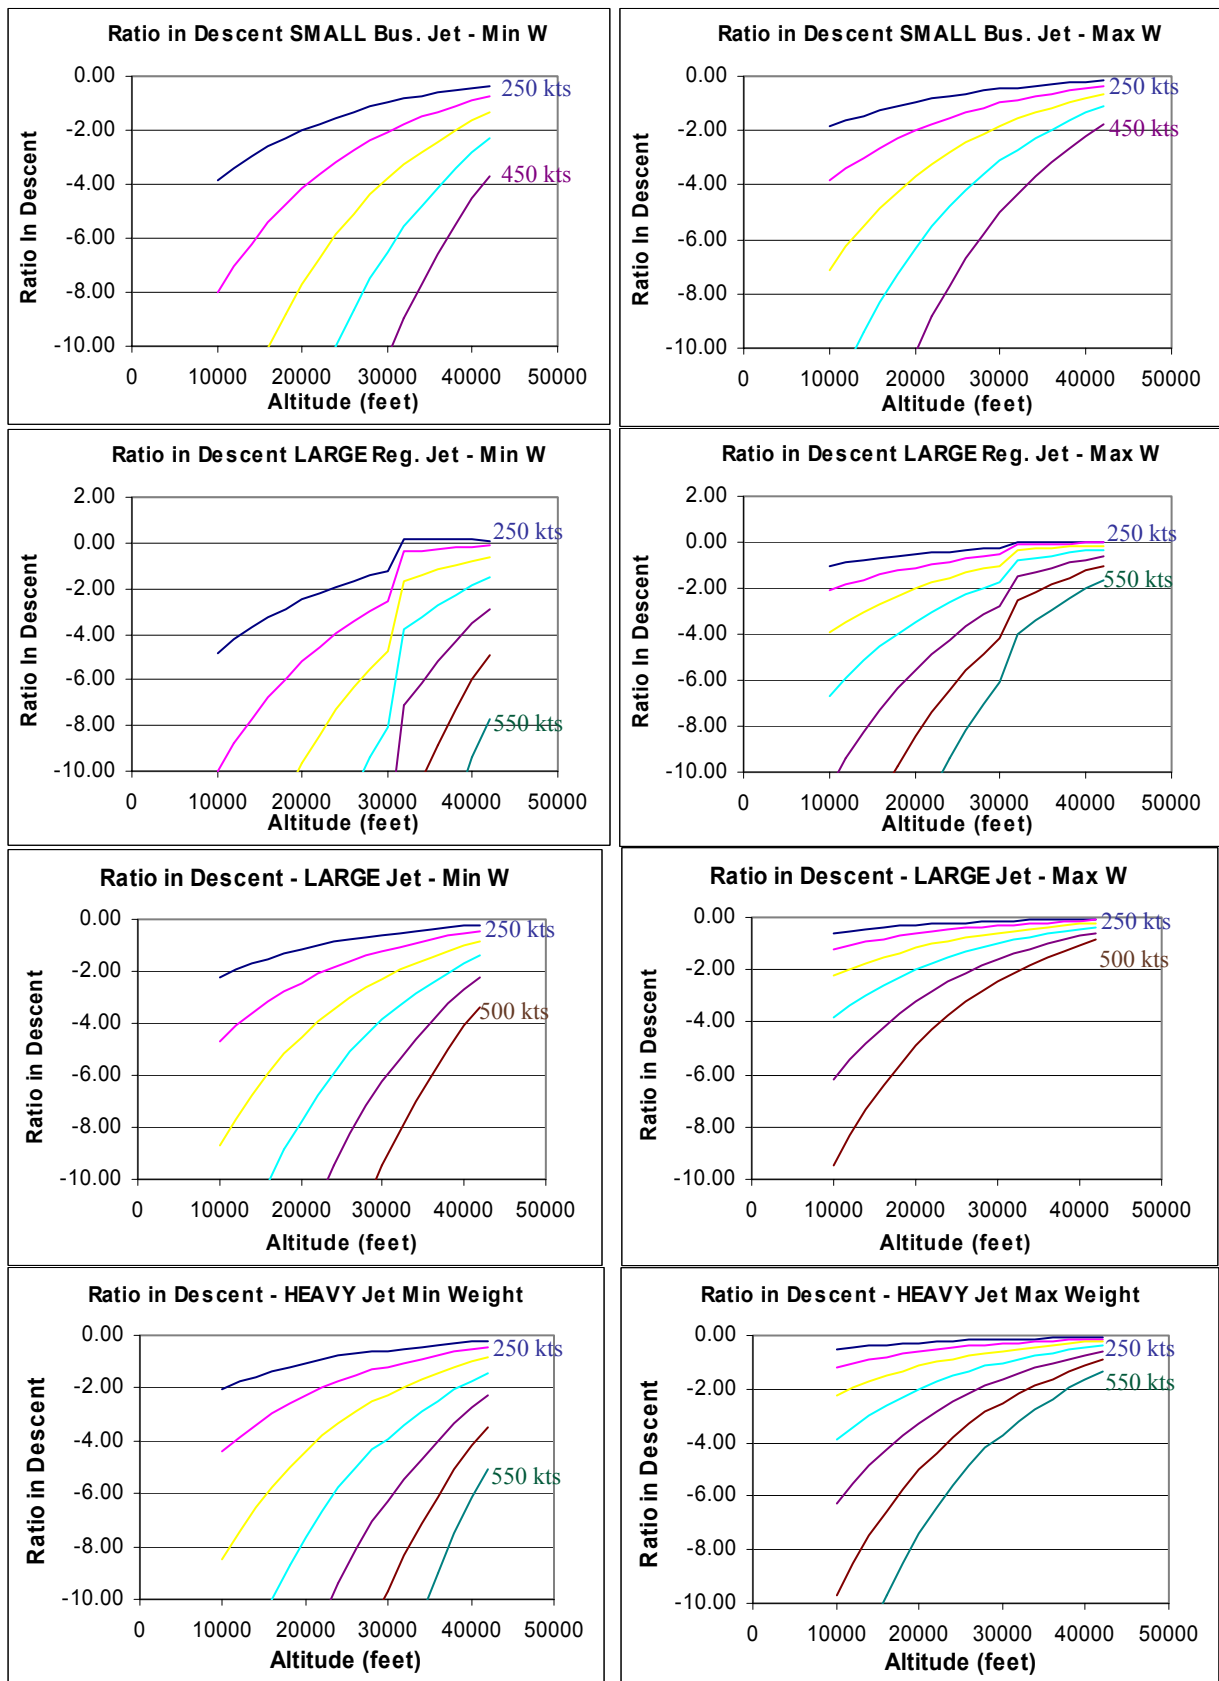 Ratio in Descent SMALL Bus. Jet - Min W
Ratio In Descent
0.00
-2.00
-4.00
-6.00
-8.00
-10.00
250 kts
450 kts
0 10000 20000 30000 40000 50000
Altitude (feet)
Ratio in Descent SMALL Bus. Jet - Max W
Ratio in Descent
0.00
-2.00
-4.00
-6.00
-8.00
-10.00
250 kts
450 kts
0 10000 20000 30000 40000 50000
Altitude (feet)
Ratio in Descent LARGE Reg. Jet - Min W
Ratio In Descent
2.00
0.00
-2.00
-4.00
-6.00
-8.00
-10.00
250 kts
550 kts
0 10000 20000 30000 40000 50000
Altitude (feet)
Ratio in Descent LARGE Reg. Jet - Max W
Ratio in Descent
2.00
0.00
-2.00
-4.00
-6.00
-8.00
-10.00
250 kts
550 kts
0 10000 20000 30000 40000 50000
Altitude (feet)
Ratio in Descent - LARGE Jet - Min W
Ratio in Descent
0.00
-2.00
-4.00
-6.00
-8.00
-10.00
250 kts
500 kts
0 10000 20000 30000 40000 50000
Altitude (feet)
Ratio in Descent - LARGE Jet - Max W
Ratio in Descent
0.00
-2.00
-4.00
-6.00
-8.00
-10.00
250 kts
500 kts
0 10000 20000 30000 40000 50000
Altitude (feet)
Ratio in Descent - HEAVY Jet Min Weight
Ratio in Descent
0.00
-2.00
-4.00
-6.00
-8.00
-10.00
250 kts
550 kts
0 10000 20000 30000 40000 50000
Altitude (feet)
Ratio in Descent - HEAVY Jet Max Weight
Ratio in Descent
0.00
-2.00
-4.00
-6.00
-8.00
-10.00
250 kts
550 kts
0 10000 20000 30000 40000 50000
Altitude (feet)